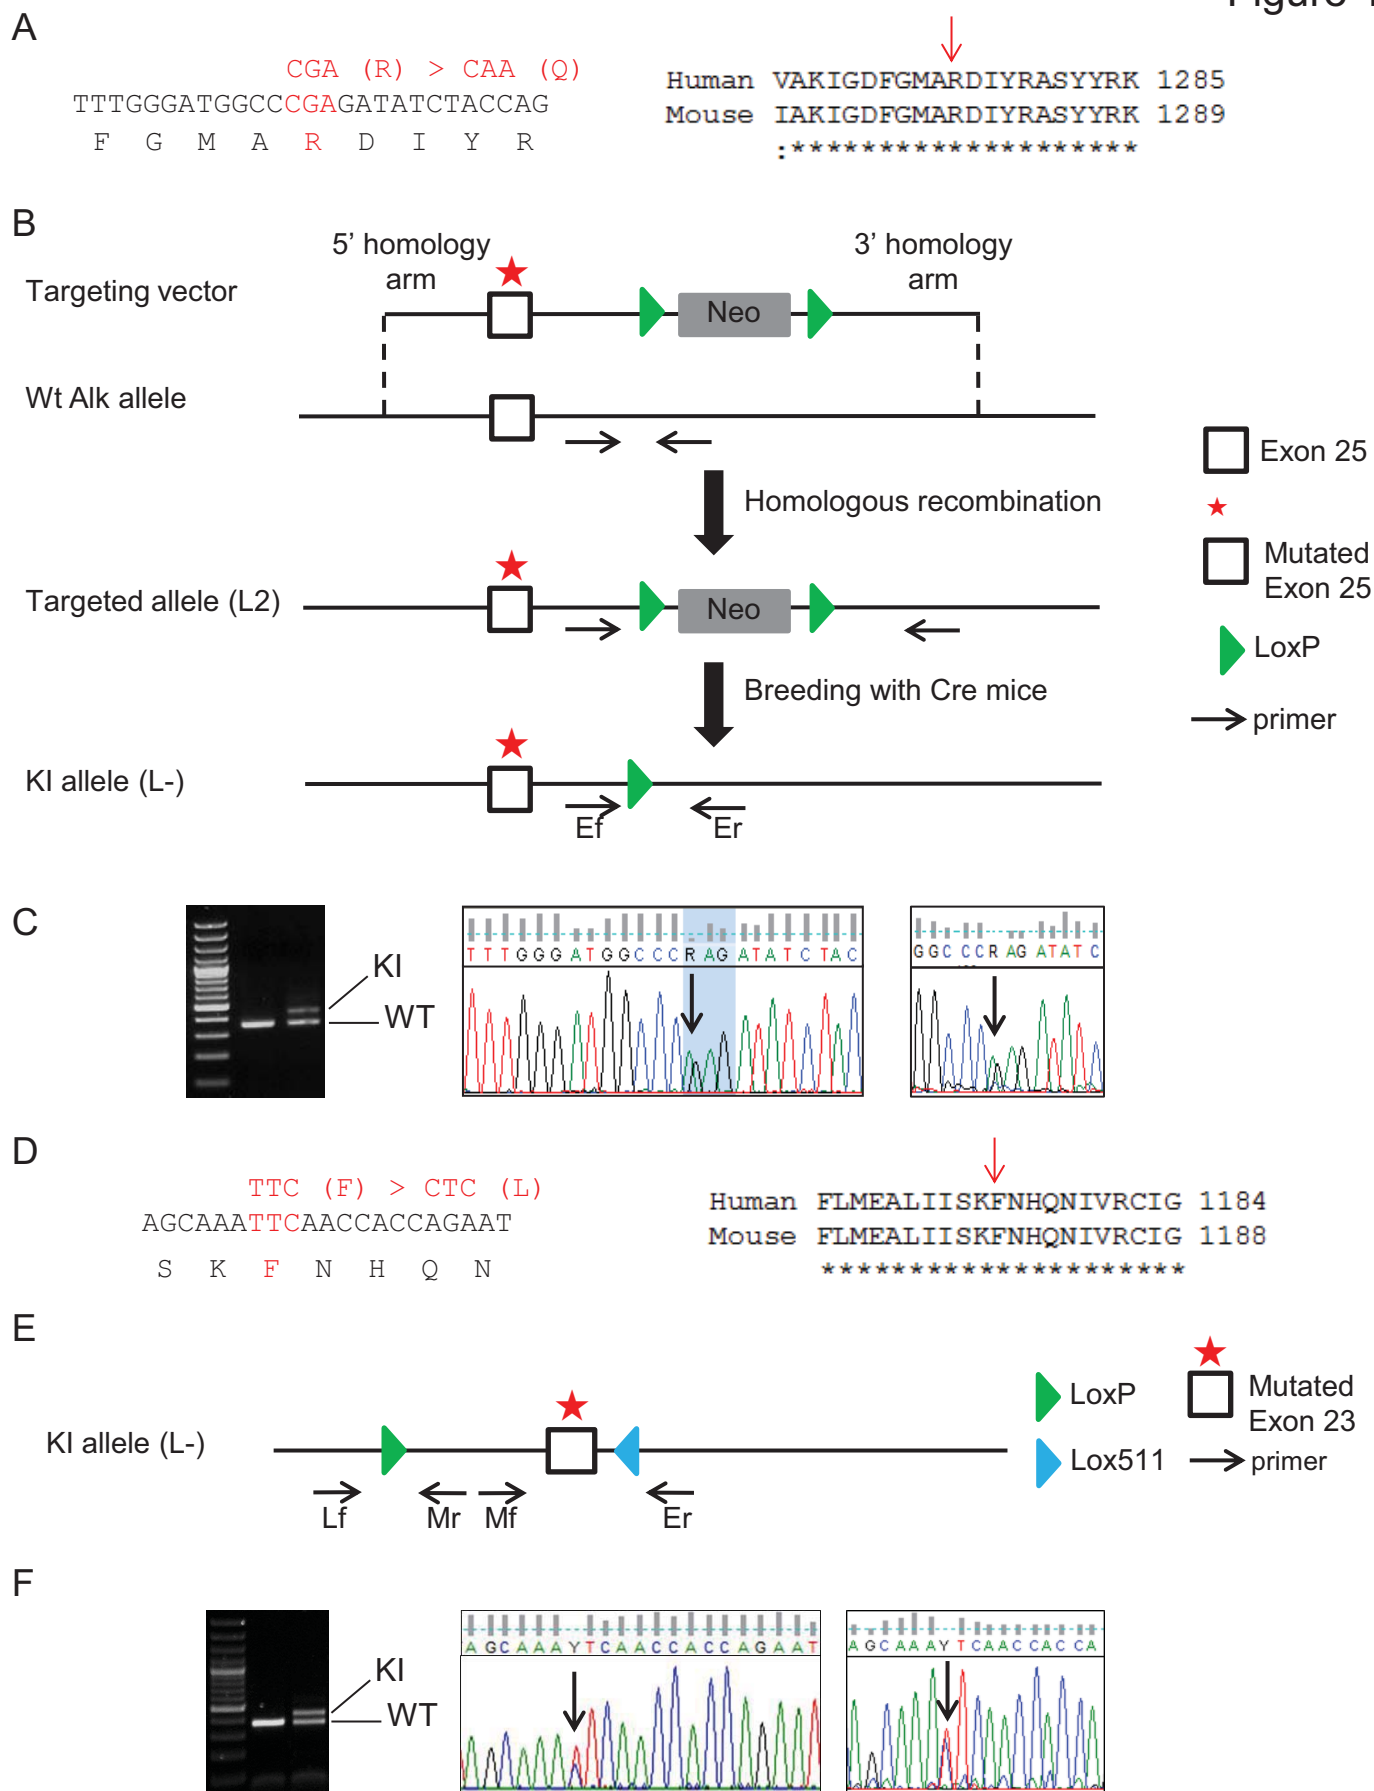 Figure
A
CGA (R) > CAA (Q)
TTTGGGATGGCCCGAGATATCTACCAG
F G M A R D I Y R
Human VAKIGDFGMARDIYRASYYRK 1285
Mouse IAKIGDFGMARDIYRASYYRK 1289
:********************
B
5' homology arm
3' homology arm
Targeting vector
Neo
Wt Alk allele
Exon 25
Homologous recombination
Mutated Exon 25
Targeted allele (L2)
Neo
LoxP
Breeding with Cre mice
primer
KI allele (L-)
Ef
Er
C
KI
WT
TTTGGGATGGCCCRAGATATCTAC
GGCCCRAGATATC
D
TTC (F) > CTC (L)
AGCAAATTCAACCACCAGAAT
S K F N H Q N
Human FLMEALIISKFNHQNIVRCIG 1184
Mouse FLMEALIISKFNHQNIVRCIG 1188
*********************
E
KI allele (L-)
Lf
Mr
Mf
Er
LoxP
Lox511
Mutated Exon 23
primer
F
KI
WT
AGCAAAYTCAACCACCAGAAT
AGCAAAYTCAACCACCA